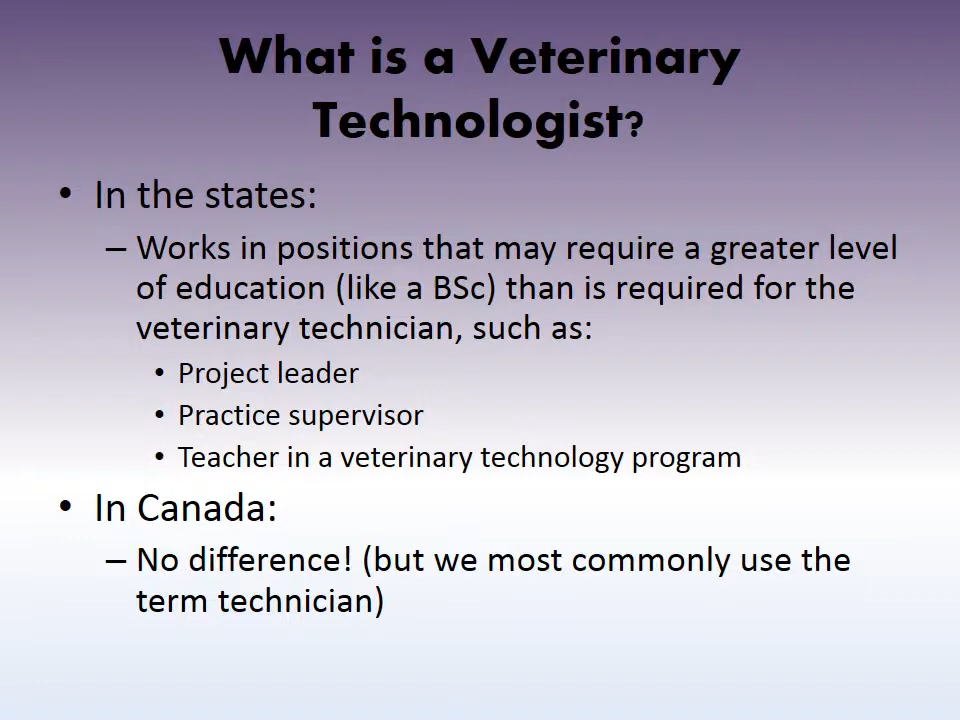 What is a Veterinary
Technologist?
• In the states:
– Works in positions that may require a greater level
of education (like a BSc) than is required for the
veterinary technician, such as:
• Project leader
• Practice supervisor
• Teacher in a veterinary technology program
• In Canada:
– No difference! (but we most commonly use the
term technician)